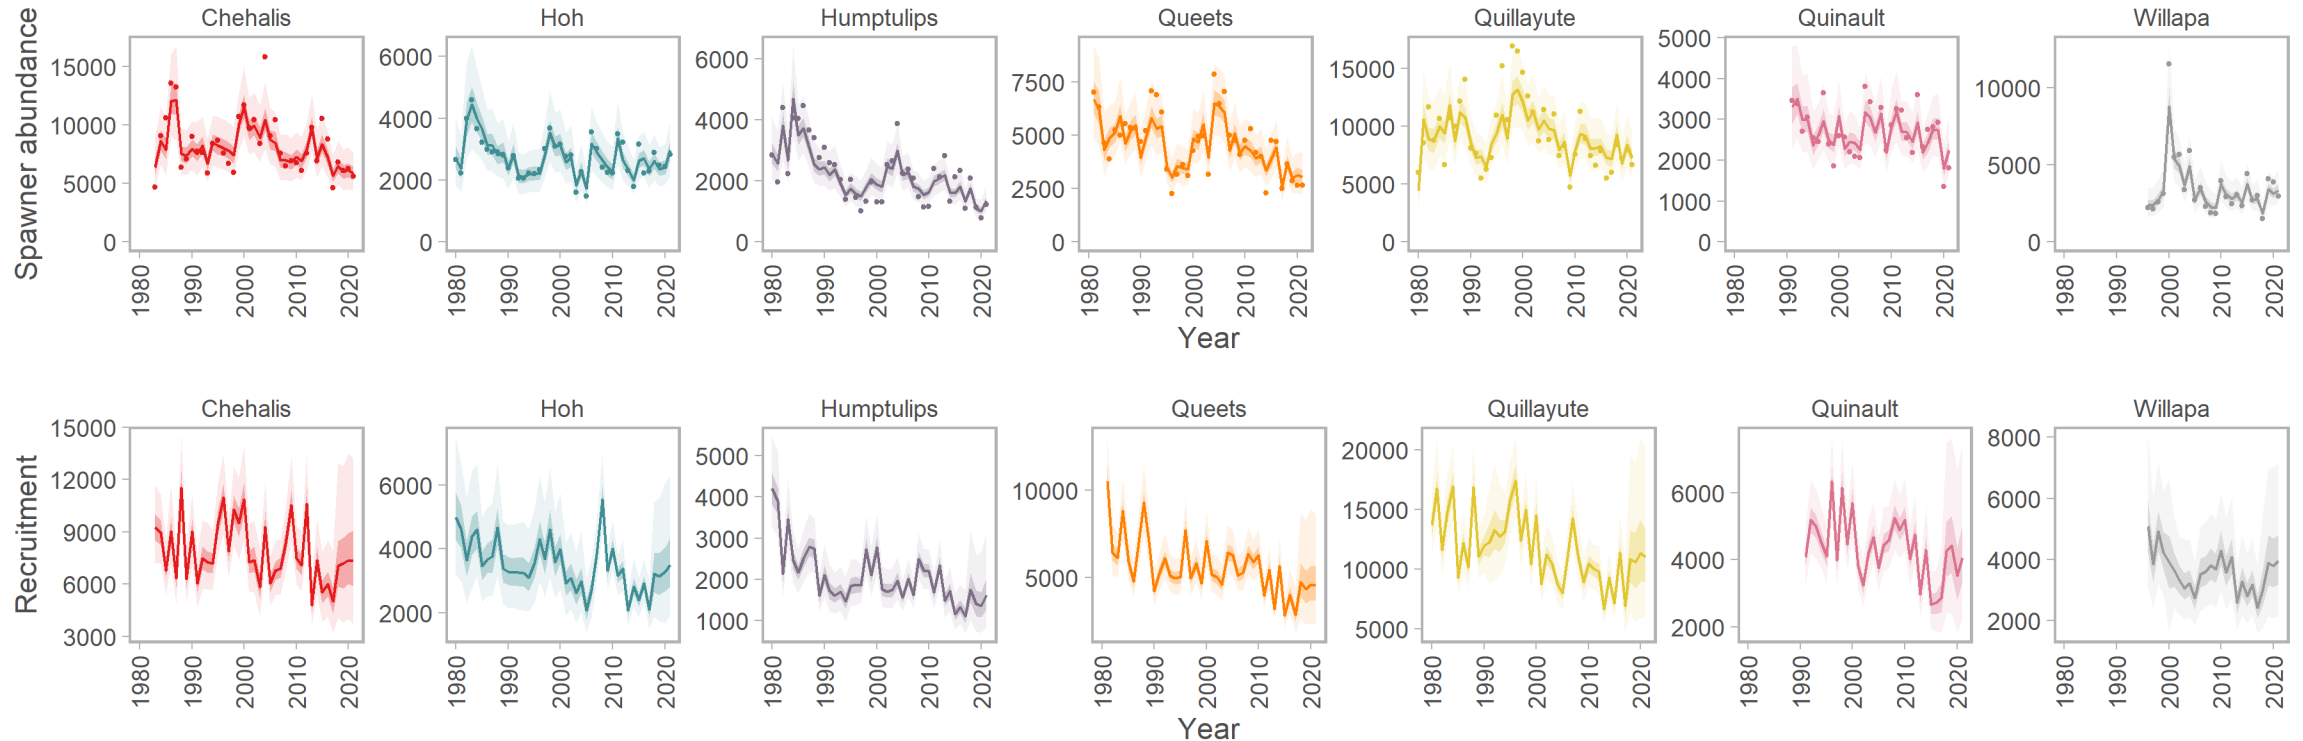 Chehalis Hoh Humptulips Queets Quillayute Quinault Willapa
Spawner abundance
15000 10000 5000 0
6000 4000 2000 0
6000 4000 2000 0
7500 5000 2500 0
15000 10000 5000 0
5000 4000 3000 2000 1000 0
10000 5000 0
1980 1990 2000 2010 2020 1980 1990 2000 2010 2020 1980 1990 2000 2010 2020 1980 1990 2000 2010 2020 1980 1990 2000 2010 2020 1980 1990 2000 2010 2020 1980 1990 2000 2010 2020
Year
Chehalis Hoh Humptulips Queets Quillayute Quinault Willapa
Recruitment
15000 12000 9000 6000 3000
6000 4000 2000
5000 4000 3000 2000 1000
10000 5000
20000 15000 10000 5000
6000 4000 2000
8000 6000 4000 2000
1980 1990 2000 2010 2020 1980 1990 2000 2010 2020 1980 1990 2000 2010 2020 1980 1990 2000 2010 2020 1980 1990 2000 2010 2020 1980 1990 2000 2010 2020 1980 1990 2000 2010 2020
Year